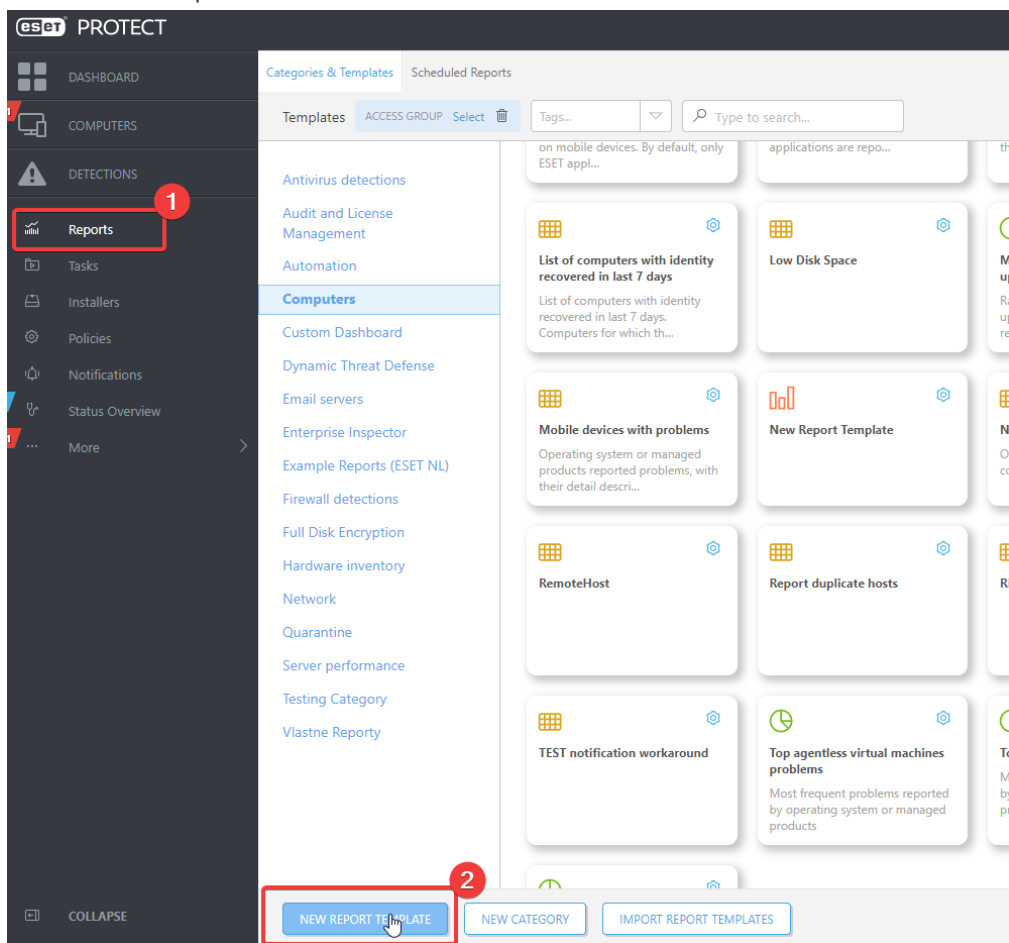 eset PROTECT
DASHBOARD
1
COMPUTERS
DETECTIONS
1
Reports
Tasks
Installers
Policies
Notifications
Status Overview
1
More
COLLAPSE
Categories & Templates Scheduled Reports
Templates ACCESS GROUP Select Tags... Type to search...
Antivirus detections
Audit and License
Management
Automation
Computers
Custom Dashboard
Dynamic Threat Defense
Email servers
Enterprise Inspector
Example Reports (ESET NL)
Firewall detections
Full Disk Encryption
Hardware inventory
Network
Quarantine
Server performance
Testing Category
Vlastne Reporty
on mobile devices. By default, only
ESET appl...
applications are repo...
List of computers with identity
recovered in last 7 days
List of computers with identity
recovered in last 7 days.
Computers for which th...
Low Disk Space
Mobile devices with problems
Operating system or managed
products reported problems, with
their detail descri...
New Report Template
RemoteHost
Report duplicate hosts
TEST notification workaround
Top agentless virtual machines
problems
Most frequent problems reported
by operating system or managed
products
2
NEW REPORT TEMPLATE NEW CATEGORY IMPORT REPORT TEMPLATES